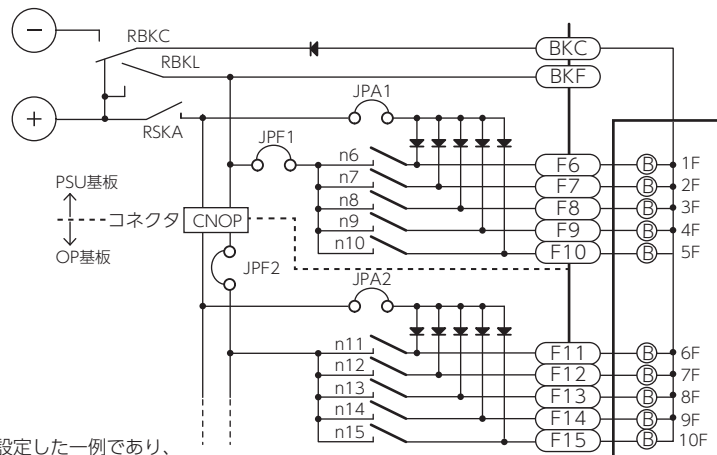 −
RBKC
BKC
RBKL
BKF
+
RSKA
JPA1
JPF1
n6
F6
B
1F
n7
F7
B
2F
n8
F8
B
3F
n9
F9
B
4F
n10
F10
B
5F
PSU基板
コネクタ
CNOP
OP基板
JPF2
JPA2
n11
F11
B
6F
n12
F12
B
7F
n13
F13
B
8F
n14
F14
B
9F
n15
F15
B
10F
設定した一例であり、